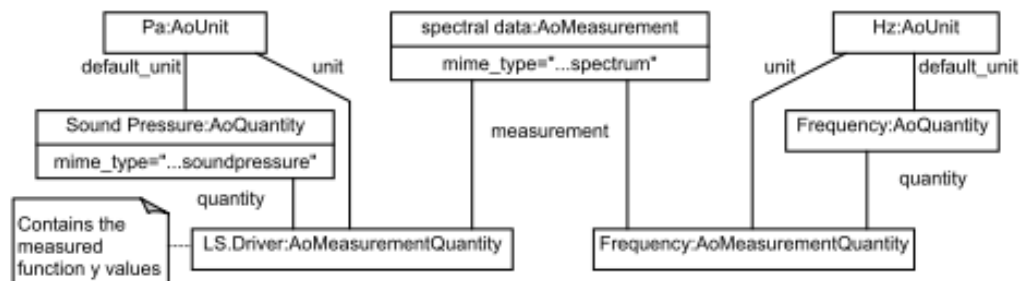 Pa:AoUnit
spectral data:AoMeasurement
Hz:AoUnit
mime_type="...spectrum"
default_unit
unit
unit
default_unit
Sound Pressure:AoQuantity
measurement
Frequency:AoQuantity
mime_type="...soundpressure"
quantity
quantity
Contains the
measured
function y values
LS.Driver:AoMeasurementQuantity
Frequency:AoMeasurementQuantity